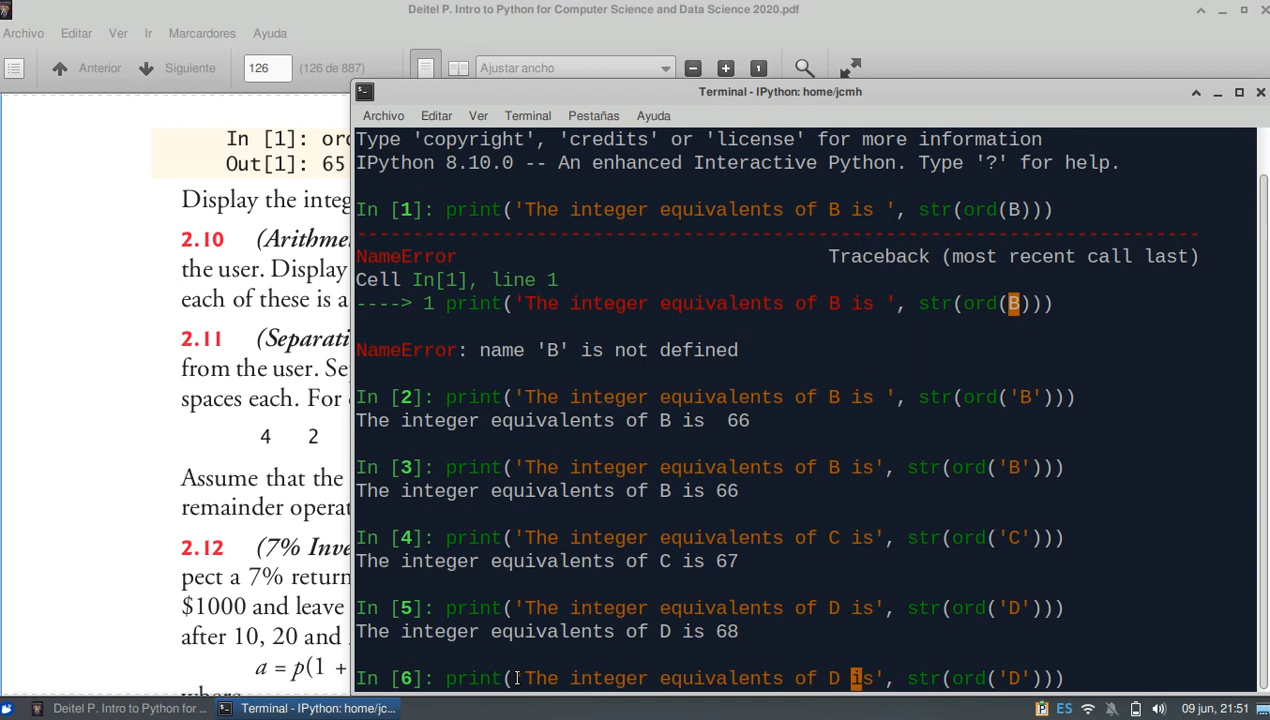 Deitel P. Intro to Python for Computer Science and Data Science 2020.pdf
Archivo Editar Ver Ir Marcadores Ayuda
Anterior Siguiente 126 (126 de 887) Ajustar ancho
Terminal - IPython: home/jcmh
Archivo Editar Ver Terminal Pestañas Ayuda
In [1]: ord
Out[1]: 65
Display the integ
2.10 (Arithme
the user. Display
each of these is a
2.11 (Separati
from the user. Se
spaces each. For
4 2
Assume that the
remainder operat
2.12 (7% Inve
pect a 7% return
$1000 and leave
after 10, 20 and
a = p(1 +
Type 'copyright', 'credits' or 'license' for more information
IPython 8.10.0 -- An enhanced Interactive Python. Type '?' for help.
In [1]: print('The integer equivalents of B is ', str(ord(B)))
---------------------------------------------------------------------------
NameError Traceback (most recent call last)
Cell In[1], line 1
----> 1 print('The integer equivalents of B is ', str(ord(B)))
NameError: name 'B' is not defined
In [2]: print('The integer equivalents of B is ', str(ord('B')))
The integer equivalents of B is  66
In [3]: print('The integer equivalents of B is', str(ord('B')))
The integer equivalents of B is 66
In [4]: print('The integer equivalents of C is', str(ord('C')))
The integer equivalents of C is 67
In [5]: print('The integer equivalents of D is', str(ord('D')))
The integer equivalents of D is 68
In [6]: print('The integer equivalents of D is', str(ord('D')))
Deitel P. Intro to Python for ... Terminal - IPython: home/jc... ES 09 jun, 21:51